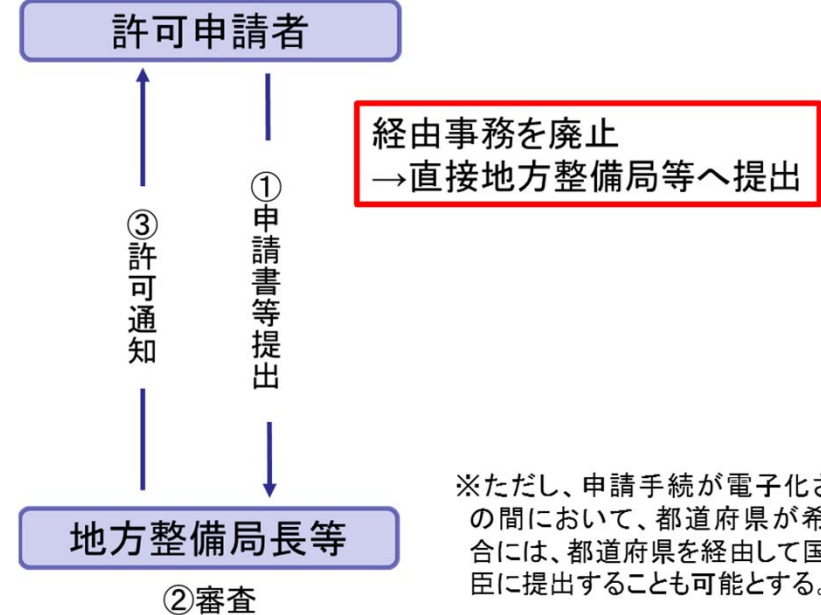 許可申請者
経由事務を廃止
→直接地方整備局等へ提出
①申請書等提出
③許可通知
地方整備局長等
②審査
※ただし、申請手続が電子化さ
の間において、都道府県が希
合には、都道府県を経由して国
臣に提出することも可能とする。